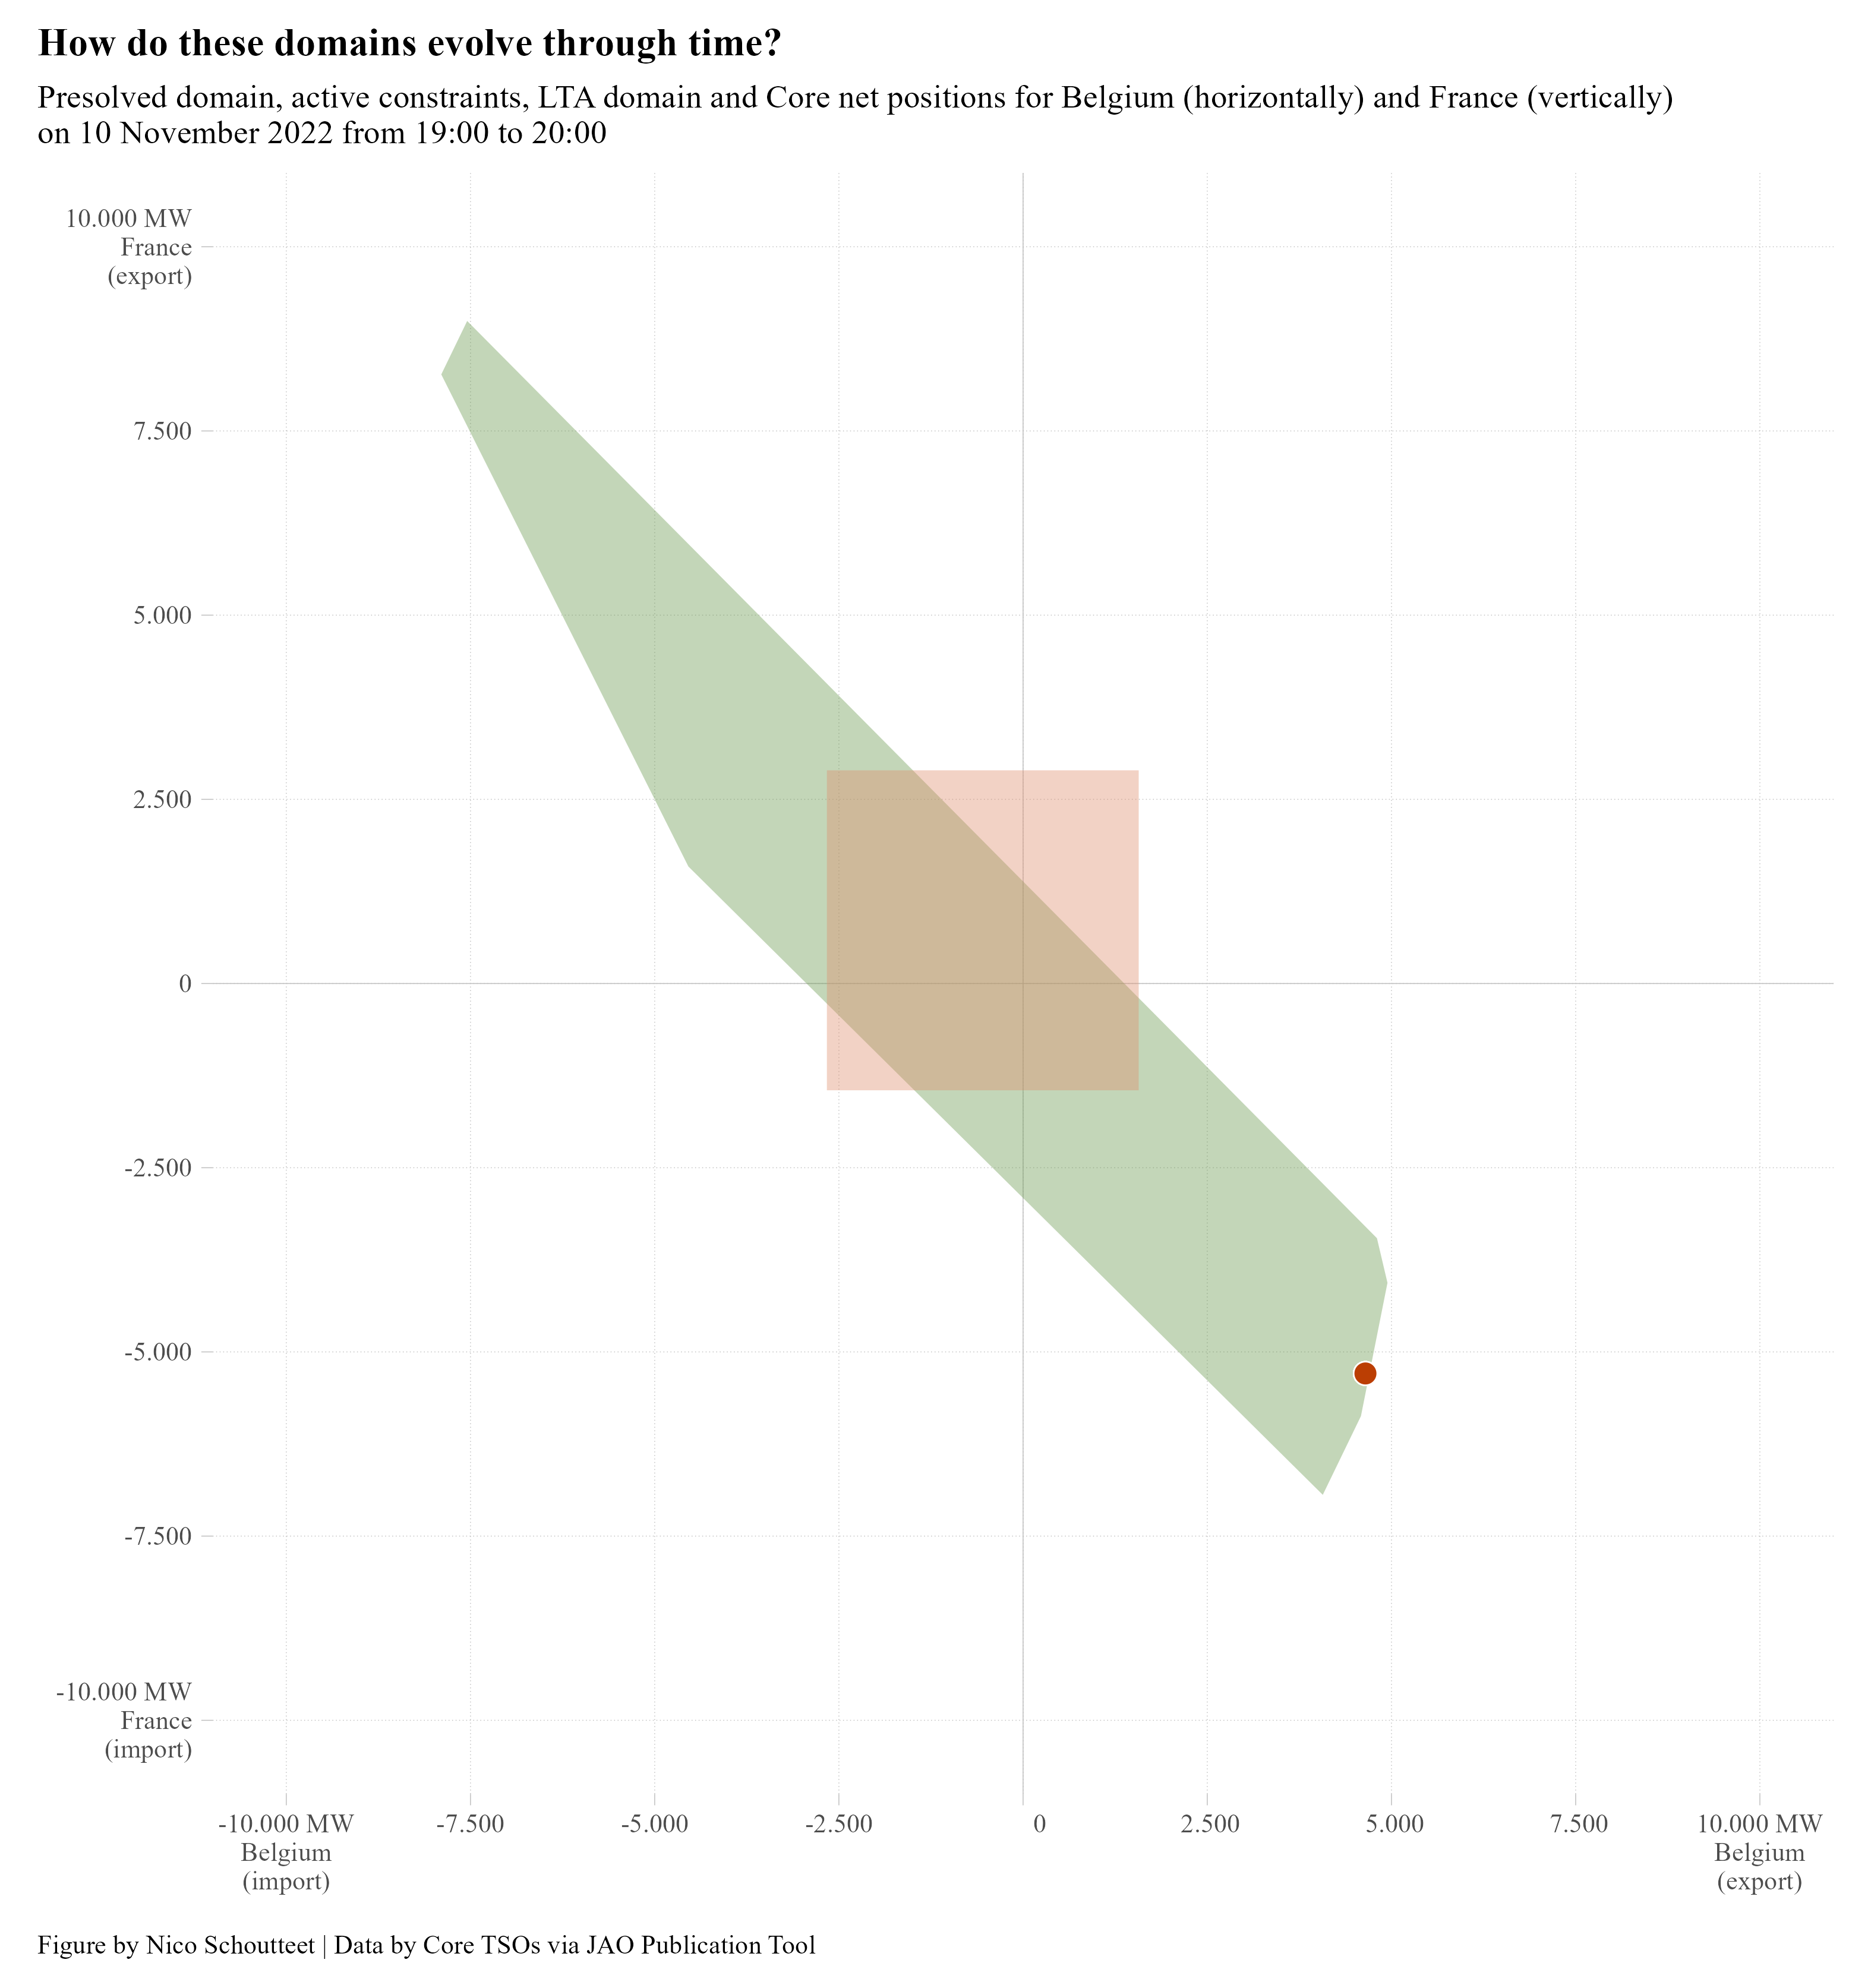 How do these domains evolve through time?
Presolved domain, active constraints, LTA domain and Core net positions for Belgium (horizontally) and France (vertically)
on 10 November 2022 from 19:00 to 20:00
10.000 MW
France
(export)
7.500
5.000
2.500
0
-2.500
-5.000
-7.500
-10.000 MW
France
(import)
-10.000 MW
Belgium
(import)
-7.500
-5.000
-2.500
0
2.500
5.000
7.500
10.000 MW
Belgium
(export)
Figure by Nico Schoutteet | Data by Core TSOs via JAO Publication Tool